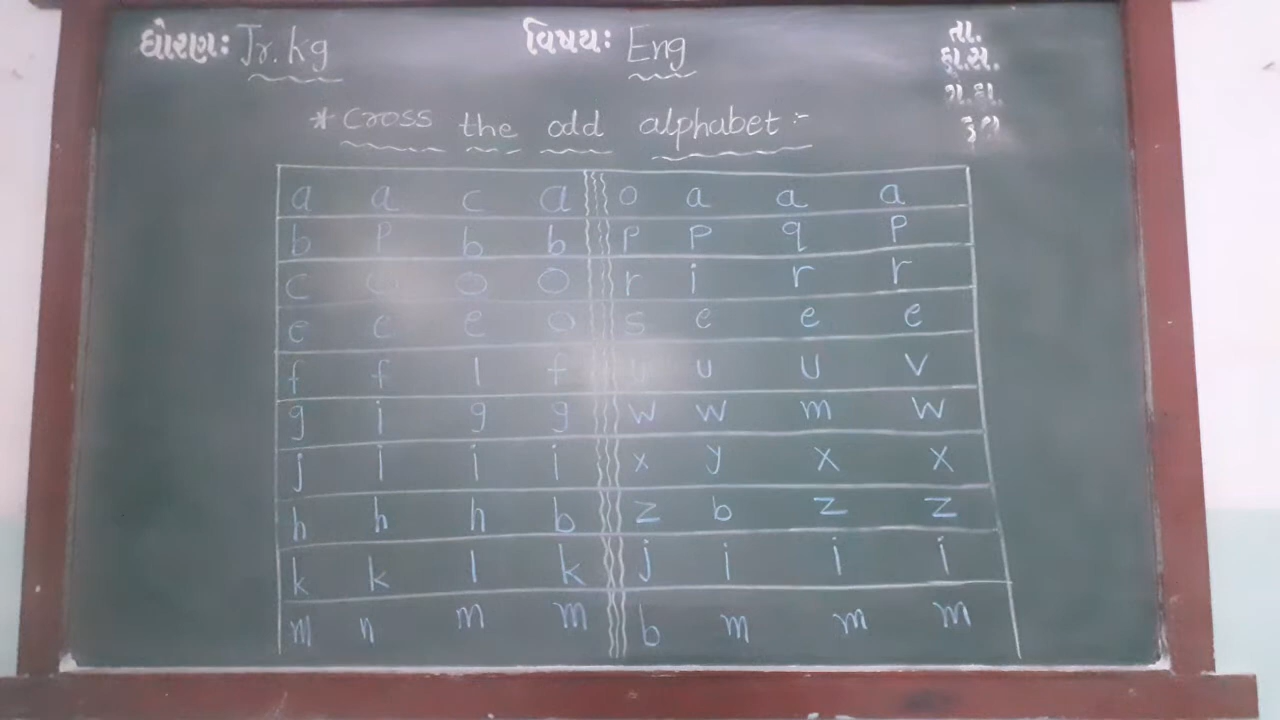 ધોરણ: Jr. kg વિષય: Eng તા.
કા.સ.
ગ.હા.
કુલ
* Cross the odd alphabet :-
a a c a o a a a
b p b b p p q p
c o o o r i r r
e c e o s e e e
f f l f u u u v
g i g g w w m w
j i i i x y x x
h h h b z b z z
k k l k j i i i
m n m m b m m m